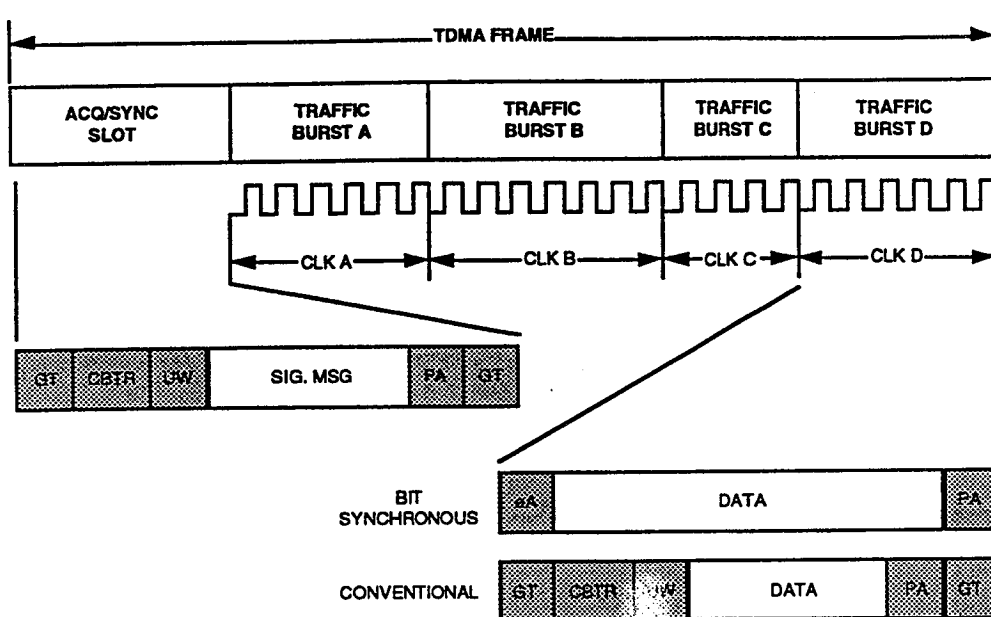 TDMA FRAME
ACQ/SYNC
SLOT
TRAFFIC
BURST A
TRAFFIC
BURST B
TRAFFIC
BURST C
TRAFFIC
BURST D
CLK A
CLK B
CLK C
CLK D
GT CBTR UW SIG. MSG PA GT
BIT
SYNCHRONOUS
DATA PA
CONVENTIONAL
GT CBTR UW DATA PA GT